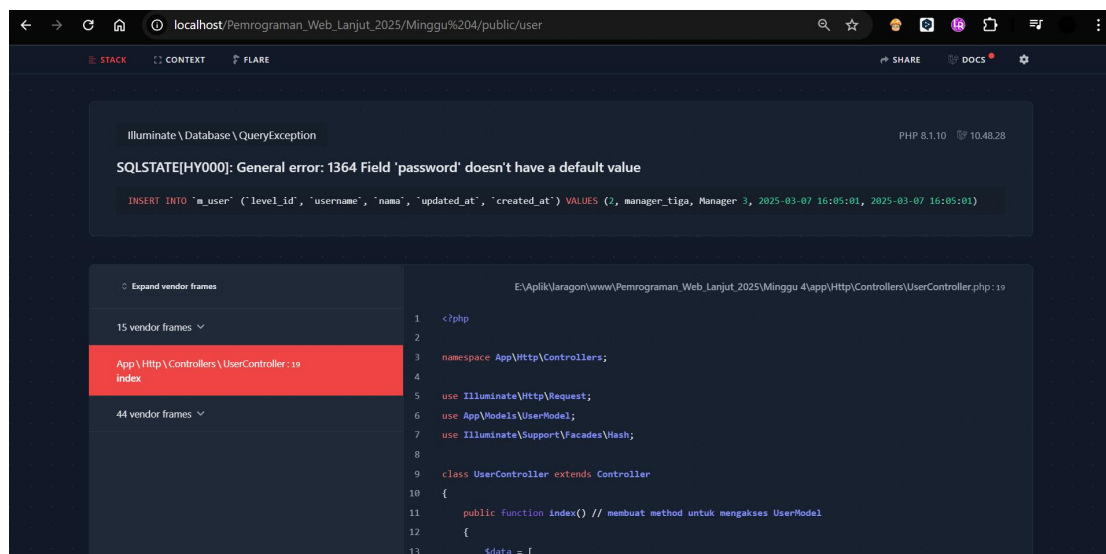 localhost/Pemrograman_Web_Lanjut_2025/Minggu%204/public/user
STACK CONTEXT FLARE SHARE DOCS
Illuminate \ Database \ QueryException PHP 8.1.10 10.48.28
SQLSTATE[HY000]: General error: 1364 Field 'password' doesn't have a default value
INSERT INTO `m_user` (`level_id`, `username`, `nama`, `updated_at`, `created_at`) VALUES (2, manager_tiga, Manager 3, 2025-03-07 16:05:01, 2025-03-07 16:05:01)
Expand vendor frames
E:\Aplik\laragon\www\Pemrograman_Web_Lanjut_2025\Minggu 4\app\Http\Controllers\UserController.php : 19
15 vendor frames
App \ Http \ Controllers \ UserController : 19
index
44 vendor frames
1 <?php
2
3 namespace App\Http\Controllers;
4
5 use Illuminate\Http\Request;
6 use App\Models\UserModel;
7 use Illuminate\Support\Facades\Hash;
8
9 class UserController extends Controller
10 {
11 public function index() // membuat method untuk mengakses UserModel
12 {
13 $data = [